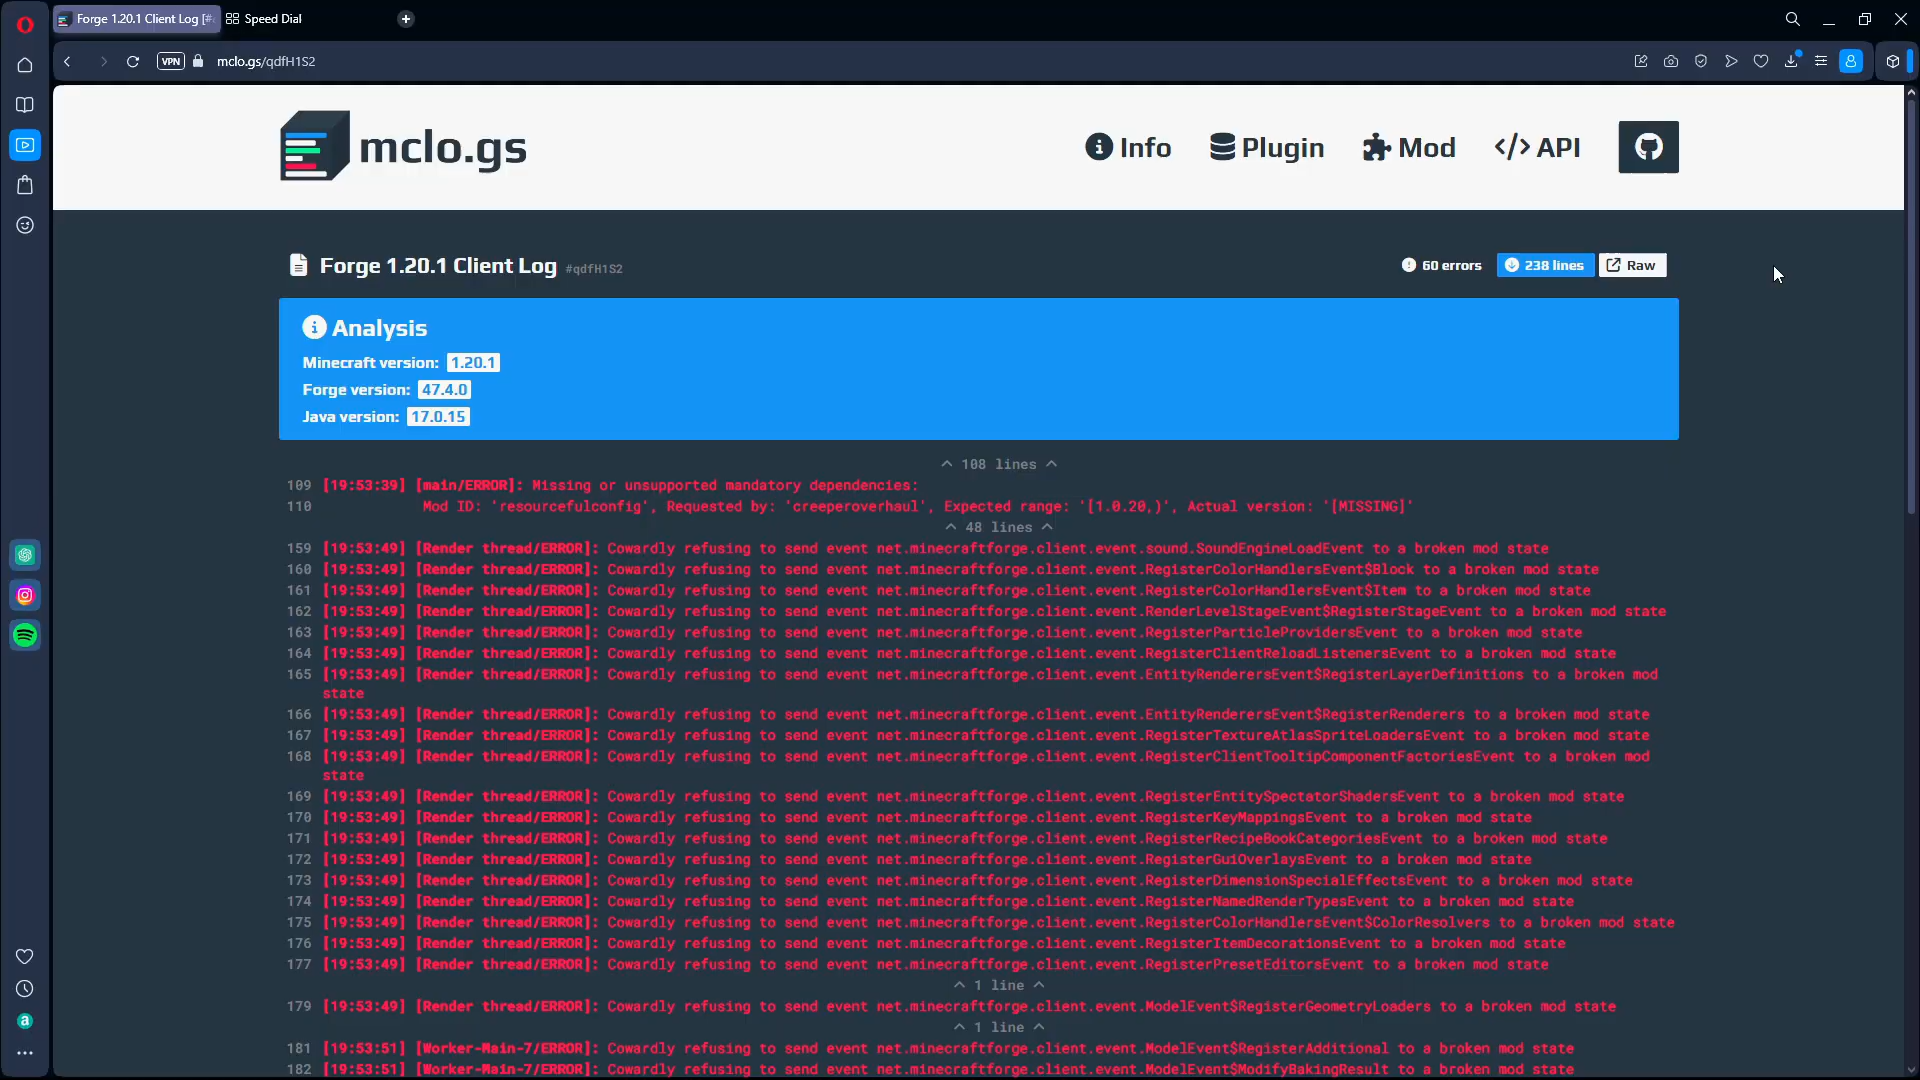 Forge 1.20.1 Client Log [#
Speed Dial
VPN
mclo.gs/qdfH1S2
mclo.gs
Info
Plugin
Mod
</> API
Forge 1.20.1 Client Log #qdfH1S2
60 errors
238 lines
Raw
Analysis
Minecraft version: 1.20.1
Forge version: 47.4.0
Java version: 17.0.15
108 lines
109 [19:53:39] [main/ERROR]: Missing or unsupported mandatory dependencies:
110 Mod ID: 'resourcefulconfig', Requested by: 'creeperoverhaul', Expected range: '[1.0.20,)', Actual version: '[MISSING]'
48 lines
159 [19:53:49] [Render thread/ERROR]: Cowardly refusing to send event net.minecraftforge.client.event.sound.SoundEngineLoadEvent to a broken mod state
160 [19:53:49] [Render thread/ERROR]: Cowardly refusing to send event net.minecraftforge.client.event.RegisterColorHandlersEvent$Block to a broken mod state
161 [19:53:49] [Render thread/ERROR]: Cowardly refusing to send event net.minecraftforge.client.event.RegisterColorHandlersEvent$Item to a broken mod state
162 [19:53:49] [Render thread/ERROR]: Cowardly refusing to send event net.minecraftforge.client.event.RenderLevelStageEvent$RegisterStageEvent to a broken mod state
163 [19:53:49] [Render thread/ERROR]: Cowardly refusing to send event net.minecraftforge.client.event.RegisterParticleProvidersEvent to a broken mod state
164 [19:53:49] [Render thread/ERROR]: Cowardly refusing to send event net.minecraftforge.client.event.RegisterClientReloadListenersEvent to a broken mod state
165 [19:53:49] [Render thread/ERROR]: Cowardly refusing to send event net.minecraftforge.client.event.EntityRenderersEvent$RegisterLayerDefinitions to a broken mod
state
166 [19:53:49] [Render thread/ERROR]: Cowardly refusing to send event net.minecraftforge.client.event.EntityRenderersEvent$RegisterRenderers to a broken mod state
167 [19:53:49] [Render thread/ERROR]: Cowardly refusing to send event net.minecraftforge.client.event.RegisterTextureAtlasSpriteLoadersEvent to a broken mod state
168 [19:53:49] [Render thread/ERROR]: Cowardly refusing to send event net.minecraftforge.client.event.RegisterClientTooltipComponentFactoriesEvent to a broken mod
state
169 [19:53:49] [Render thread/ERROR]: Cowardly refusing to send event net.minecraftforge.client.event.RegisterEntitySpectatorShadersEvent to a broken mod state
170 [19:53:49] [Render thread/ERROR]: Cowardly refusing to send event net.minecraftforge.client.event.RegisterKeyMappingsEvent to a broken mod state
171 [19:53:49] [Render thread/ERROR]: Cowardly refusing to send event net.minecraftforge.client.event.RegisterRecipeBookCategoriesEvent to a broken mod state
172 [19:53:49] [Render thread/ERROR]: Cowardly refusing to send event net.minecraftforge.client.event.RegisterGuiOverlaysEvent to a broken mod state
173 [19:53:49] [Render thread/ERROR]: Cowardly refusing to send event net.minecraftforge.client.event.RegisterDimensionSpecialEffectsEvent to a broken mod state
174 [19:53:49] [Render thread/ERROR]: Cowardly refusing to send event net.minecraftforge.client.event.RegisterNamedRenderTypesEvent to a broken mod state
175 [19:53:49] [Render thread/ERROR]: Cowardly refusing to send event net.minecraftforge.client.event.RegisterColorHandlersEvent$ColorResolvers to a broken mod state
176 [19:53:49] [Render thread/ERROR]: Cowardly refusing to send event net.minecraftforge.client.event.RegisterItemDecorationsEvent to a broken mod state
177 [19:53:49] [Render thread/ERROR]: Cowardly refusing to send event net.minecraftforge.client.event.RegisterPresetEditorsEvent to a broken mod state
1 line
179 [19:53:49] [Render thread/ERROR]: Cowardly refusing to send event net.minecraftforge.client.event.ModelEvent$RegisterGeometryLoaders to a broken mod state
1 line
181 [19:53:51] [Worker-Main-7/ERROR]: Cowardly refusing to send event net.minecraftforge.client.event.ModelEvent$RegisterAdditional to a broken mod state
182 [19:53:51] [Worker-Main-7/ERROR]: Cowardly refusing to send event net.minecraftforge.client.event.ModelEvent$ModifyBakingResult to a broken mod state